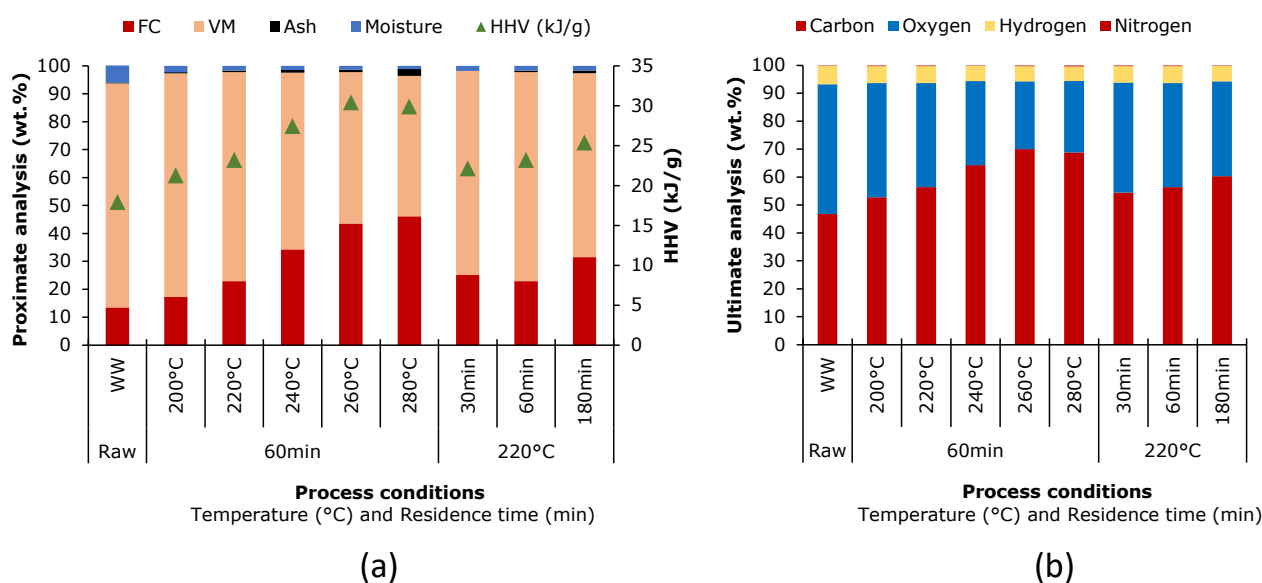 FC VM Ash Moisture HHV (kJ/g)
Proximate analysis (wt.%)
100
90
80
70
60
50
40
30
20
10
0
35
30
25
20
15
10
5
0
HHV (kJ/g)
WW 200°C 220°C 240°C 260°C 280°C 30min 60min 180min
Raw 60min 220°C
Process conditions
Temperature (°C) and Residence time (min)
(a)
Carbon Oxygen Hydrogen Nitrogen
Ultimate analysis (wt.%)
100
90
80
70
60
50
40
30
20
10
0
WW 200°C 220°C 240°C 260°C 280°C 30min 60min 180min
Raw 60min 220°C
Process conditions
Temperature (°C) and Residence time (min)
(b)